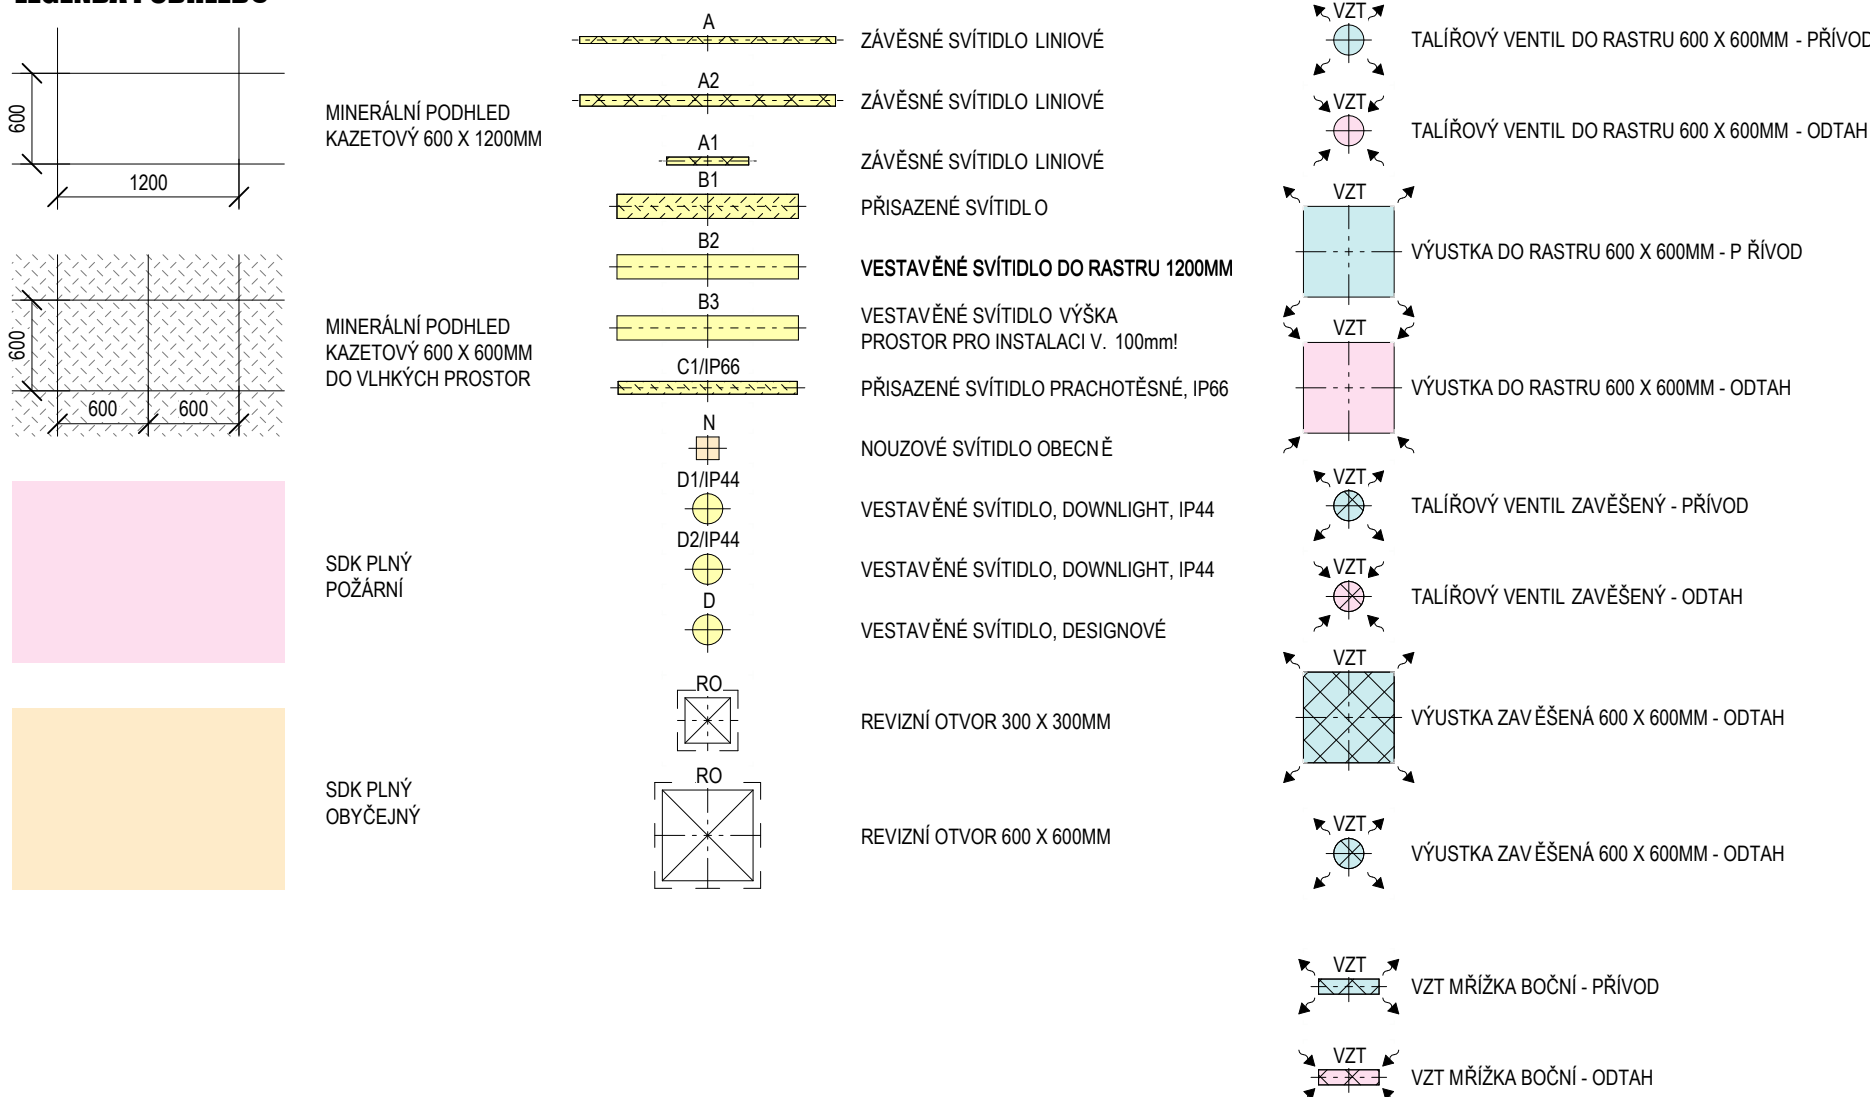 LEGENDA PODHLEDŮ
600
1200
MINERÁLNÍ PODHLED
KAZETOVÝ 600 X 1200MM
600
600
600
MINERÁLNÍ PODHLED
KAZETOVÝ 600 X 600MM
DO VLHKÝCH PROSTOR
SDK PLNÝ
POŽÁRNÍ
SDK PLNÝ
OBYČEJNÝ
A
ZÁVĚSNÉ SVÍTIDLO LINIOVÉ
A2
ZÁVĚSNÉ SVÍTIDLO LINIOVÉ
A1
ZÁVĚSNÉ SVÍTIDLO LINIOVÉ
B1
PŘISAZENÉ SVÍTIDLO
B2
VESTAVĚNÉ SVÍTIDLO DO RASTRU 1200MM
B3
VESTAVĚNÉ SVÍTIDLO VÝŠKA
PROSTOR PRO INSTALACI V. 100mm!
C1/IP66
PŘISAZENÉ SVÍTIDLO PRACHOTĚSNÉ, IP66
N
NOUZOVÉ SVÍTIDLO OBECNĚ
D1/IP44
VESTAVĚNÉ SVÍTIDLO, DOWNLIGHT, IP44
D2/IP44
VESTAVĚNÉ SVÍTIDLO, DOWNLIGHT, IP44
D
VESTAVĚNÉ SVÍTIDLO, DESIGNOVÉ
RO
REVIZNÍ OTVOR 300 X 300MM
RO
REVIZNÍ OTVOR 600 X 600MM
VZT
TALÍŘOVÝ VENTIL DO RASTRU 600 X 600MM - PŘÍVOD
VZT
TALÍŘOVÝ VENTIL DO RASTRU 600 X 600MM - ODTAH
VZT
VÝUSTKA DO RASTRU 600 X 600MM - PŘÍVOD
VZT
VÝUSTKA DO RASTRU 600 X 600MM - ODTAH
VZT
TALÍŘOVÝ VENTIL ZAVĚŠENÝ - PŘÍVOD
VZT
TALÍŘOVÝ VENTIL ZAVĚŠENÝ - ODTAH
VZT
VÝUSTKA ZAVĚŠENÁ 600 X 600MM - ODTAH
VZT
VÝUSTKA ZAVĚŠENÁ 600 X 600MM - ODTAH
VZT
VZT MŘÍŽKA BOČNÍ - PŘÍVOD
VZT
VZT MŘÍŽKA BOČNÍ - ODTAH